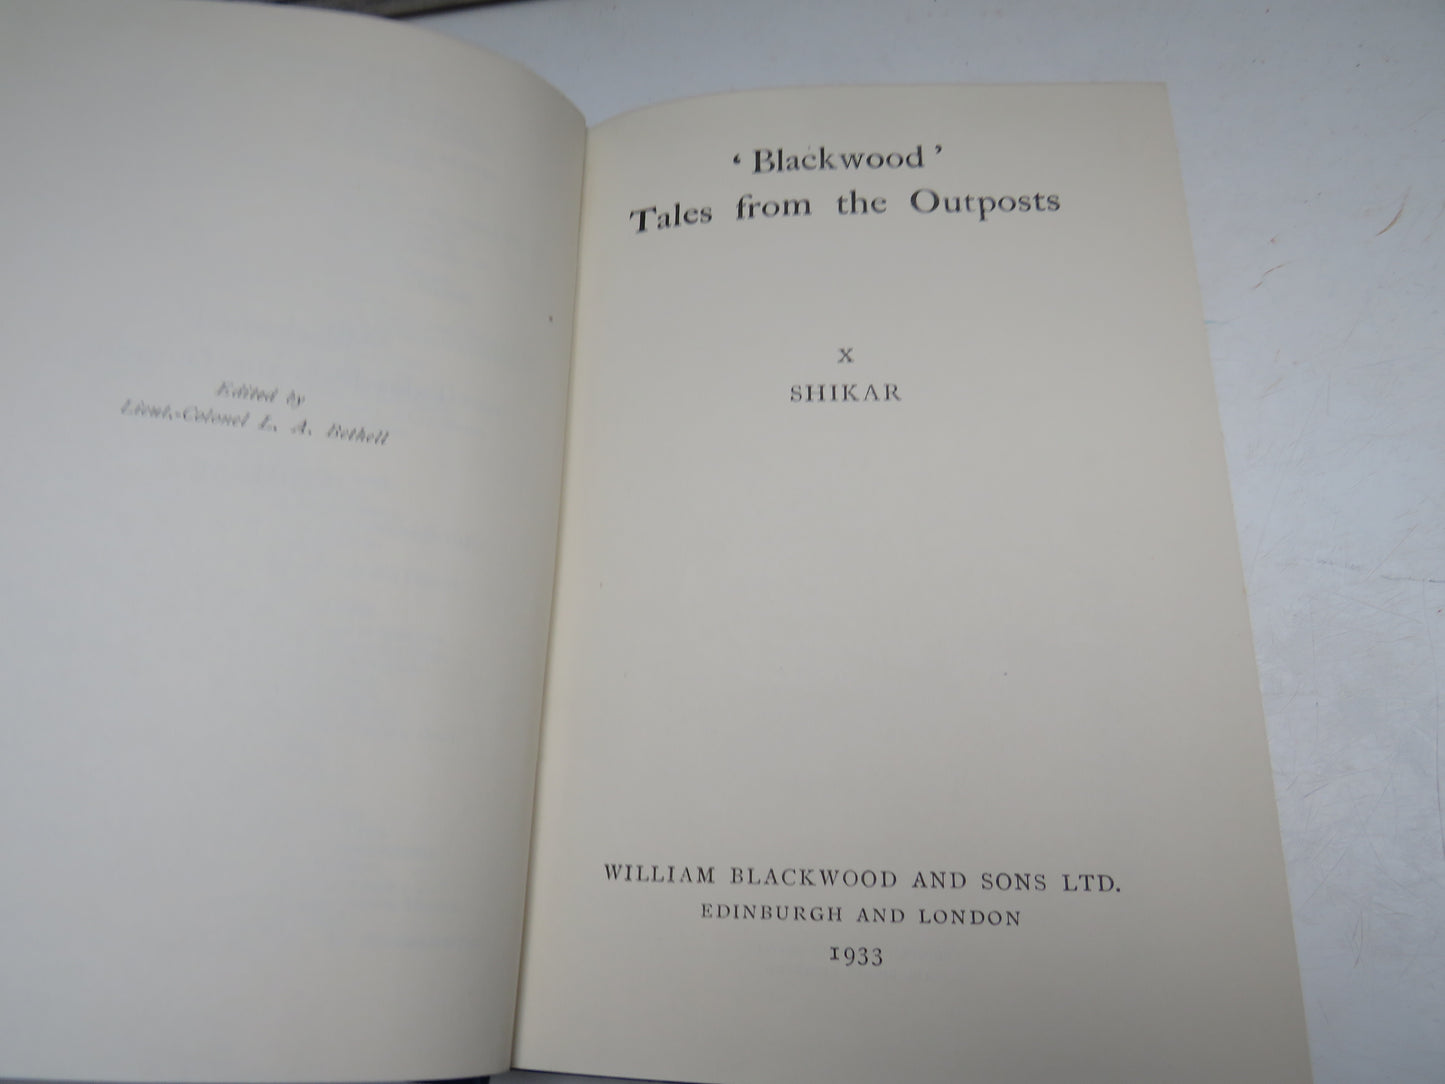 Edited by
Lieut.-Colonel L. A. Bethell
‘ Blackwood ’
Tales from the Outposts
X
SHIKAR
WILLIAM BLACKWOOD AND SONS LTD.
EDINBURGH AND LONDON
1933